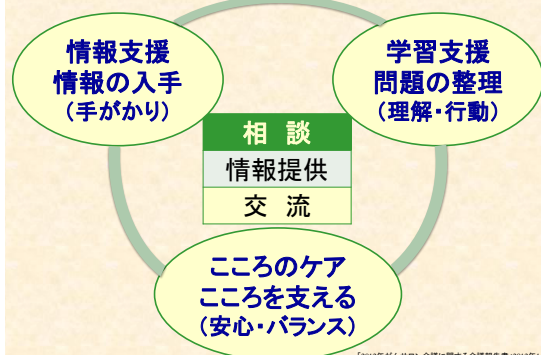 情報支援
情報の入手
（手がかり）
学習支援
問題の整理
（理解・行動）
相 談
情報提供
交 流
こころのケア
こころを支える
（安心・バランス）